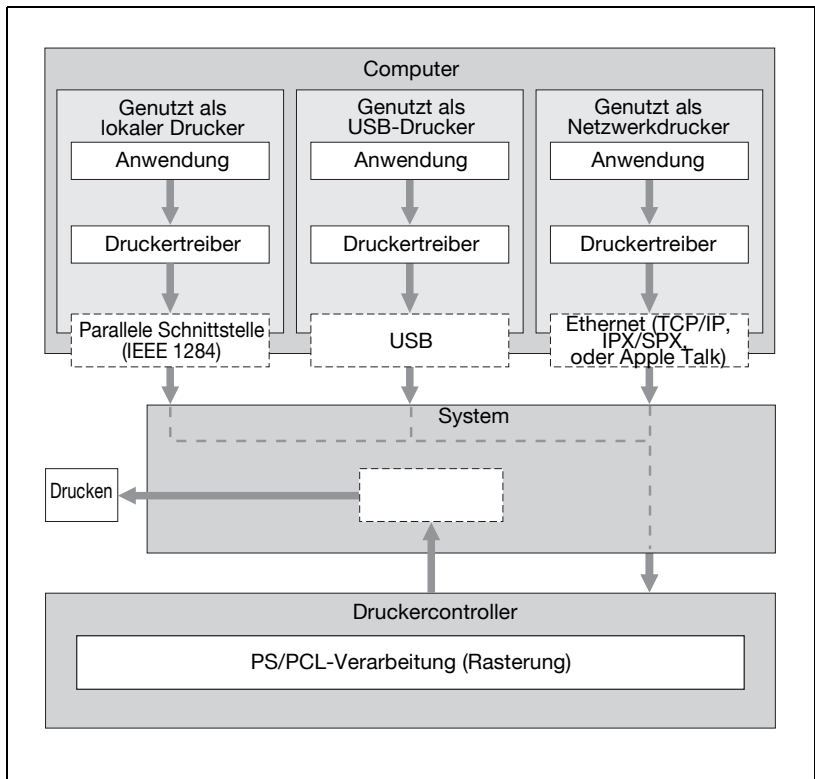 Computer
Genutzt als
lokaler Drucker
Anwendung
Druckertreiber
Parallele Schnittstelle
(IEEE 1284)
Genutzt als
USB-Drucker
Anwendung
Druckertreiber
USB
Genutzt als
Netzwerkdrucker
Anwendung
Druckertreiber
Ethernet (TCP/IP,
IPX/SPX,
oder Apple Talk)
System
Drucken
Druckercontroller
PS/PCL-Verarbeitung (Rasterung)